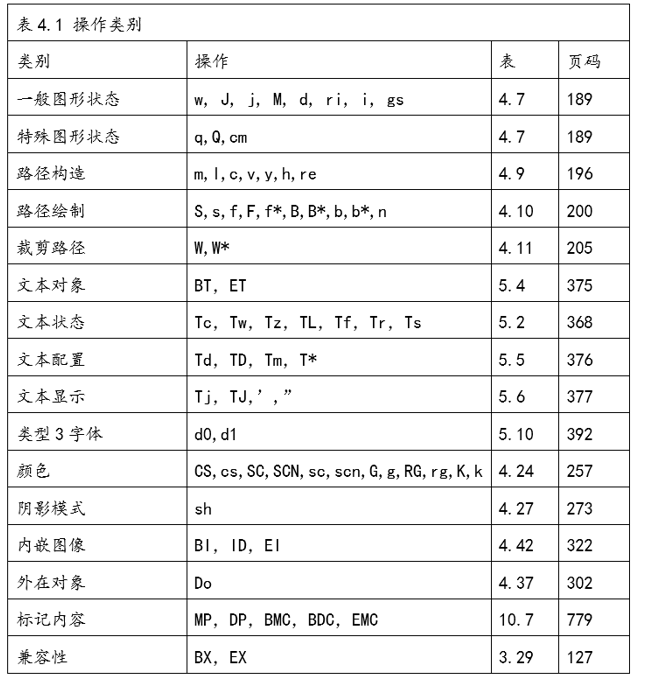 表 4.1 操作类别
类别 操作 表 页码
一般图形状态 w, J, j, M, d, ri, i, gs 4.7 189
特殊图形状态 q,Q,cm 4.7 189
路径构造 m,l,c,v,y,h,re 4.9 196
路径绘制 S,s,f,F,f*,B,B*,b,b*,n 4.10 200
裁剪路径 W,W* 4.11 205
文本对象 BT, ET 5.4 375
文本状态 Tc, Tw, Tz, TL, Tf, Tr, Ts 5.2 368
文本配置 Td, TD, Tm, T* 5.5 376
文本显示 Tj, TJ,’,” 5.6 377
类型 3 字体 d0,d1 5.10 392
颜色 CS,cs,SC,SCN,sc,scn,G,g,RG,rg,K,k 4.24 257
阴影模式 sh 4.27 273
内嵌图像 BI, ID, EI 4.42 322
外在对象 Do 4.37 302
标记内容 MP, DP, BMC, BDC, EMC 10.7 779
兼容性 BX, EX 3.29 127